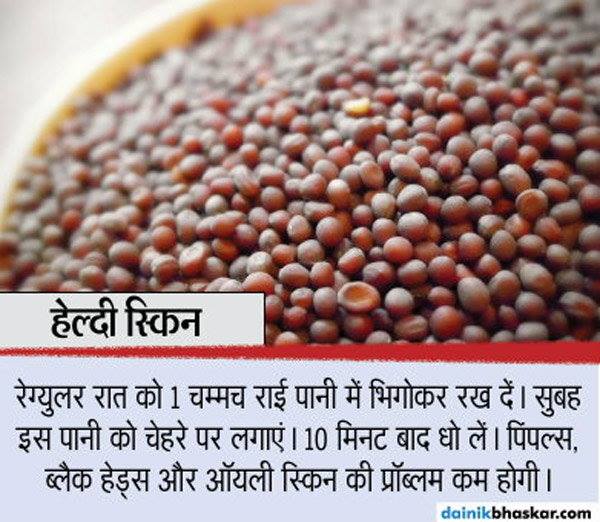 हेल्दी स्किन
रेग्युलर रात को 1 चम्मच राई पानी में भिगोकर रख दें। सुबह
इस पानी को चेहरे पर लगाएं। 10 मिनट बाद धो लें। पिंपल्स,
ब्लैक हेड्स और ऑयली स्किन की प्रॉब्लम कम होगी।
dainikbhaskar.com